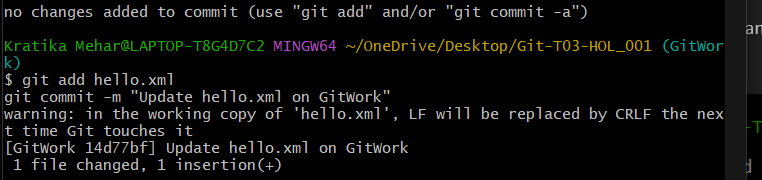 no changes added to commit (use "git add" and/or "git commit -a")
Kratika Mehar@LAPTOP-T8G4D7C2 MINGW64 ~/OneDrive/Desktop/Git-T03-HOL_001 (GitWor
k)
$ git add hello.xml
git commit -m "Update hello.xml on GitWork"
warning: in the working copy of 'hello.xml', LF will be replaced by CRLF the nex
t time Git touches it
[GitWork 14d77bf] Update hello.xml on GitWork
 1 file changed, 1 insertion(+)